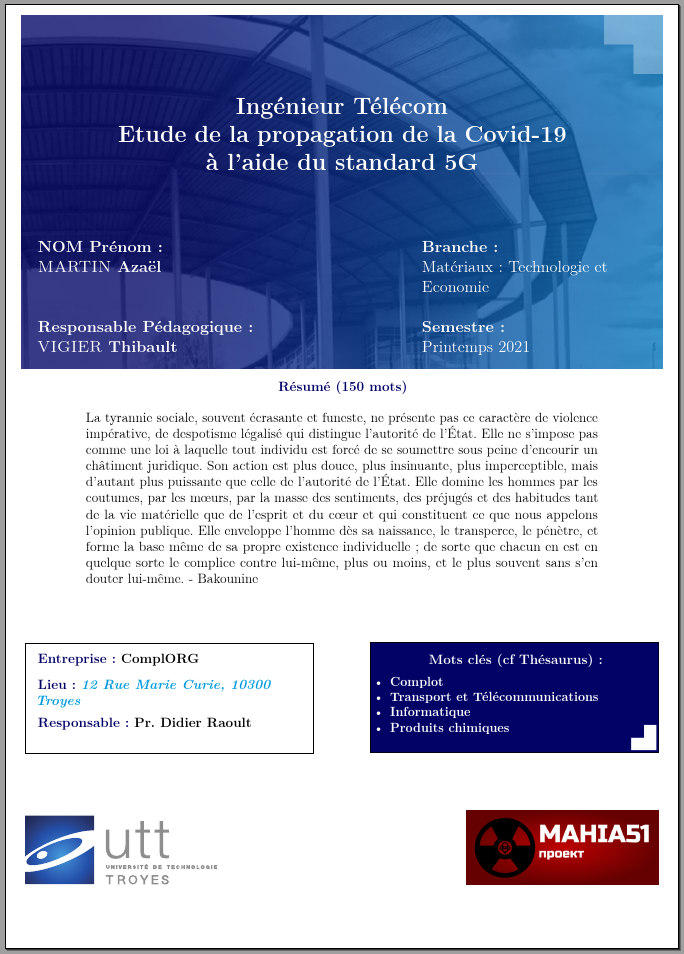 Ingénieur Télécom
Etude de la propagation de la Covid-19
à l'aide du standard 5G
NOM Prénom :
MARTIN Azaël
Branche :
Matériaux : Technologie et
Economie
Responsable Pédagogique :
VIGIER Thibault
Semestre :
Printemps 2021
Résumé (150 mots)
La tyrannie sociale, souvent écrasante et funeste, ne présente pas ce caractère de violence
impérative, de despotisme légalisé qui distingue l'autorité de l'État. Elle ne s'impose pas
comme une loi à laquelle tout individu est forcé de se soumettre sous peine d'encourir un
châtiment juridique. Son action est plus douce, plus insinuante, plus imperceptible, mais
d'autant plus puissante que celle de l'autorité de l'État. Elle domine les hommes par les
coutumes, par les mœurs, par la masse des sentiments, des préjugés et des habitudes tant
de la vie matérielle que de l'esprit et du cœur et qui constituent ce que nous appelons
l'opinion publique. Elle enveloppe l'homme dès sa naissance, le transperce, le pénètre, et
forme la base même de sa propre existence individuelle ; de sorte que chacun en est en
quelque sorte le complice contre lui-même, plus ou moins, et le plus souvent sans s'en
douter lui-même. - Bakounine
Entreprise : ComplORG
Lieu : 12 Rue Marie Curie, 10300
Troyes
Responsable : Pr. Didier Raoult
Mots clés (cf Thésaurus) :
• Complot
• Transport et Télécommunications
• Informatique
• Produits chimiques
utt
UNIVERSITÉ DE TECHNOLOGIE
TROYES
MAHIA51
проект